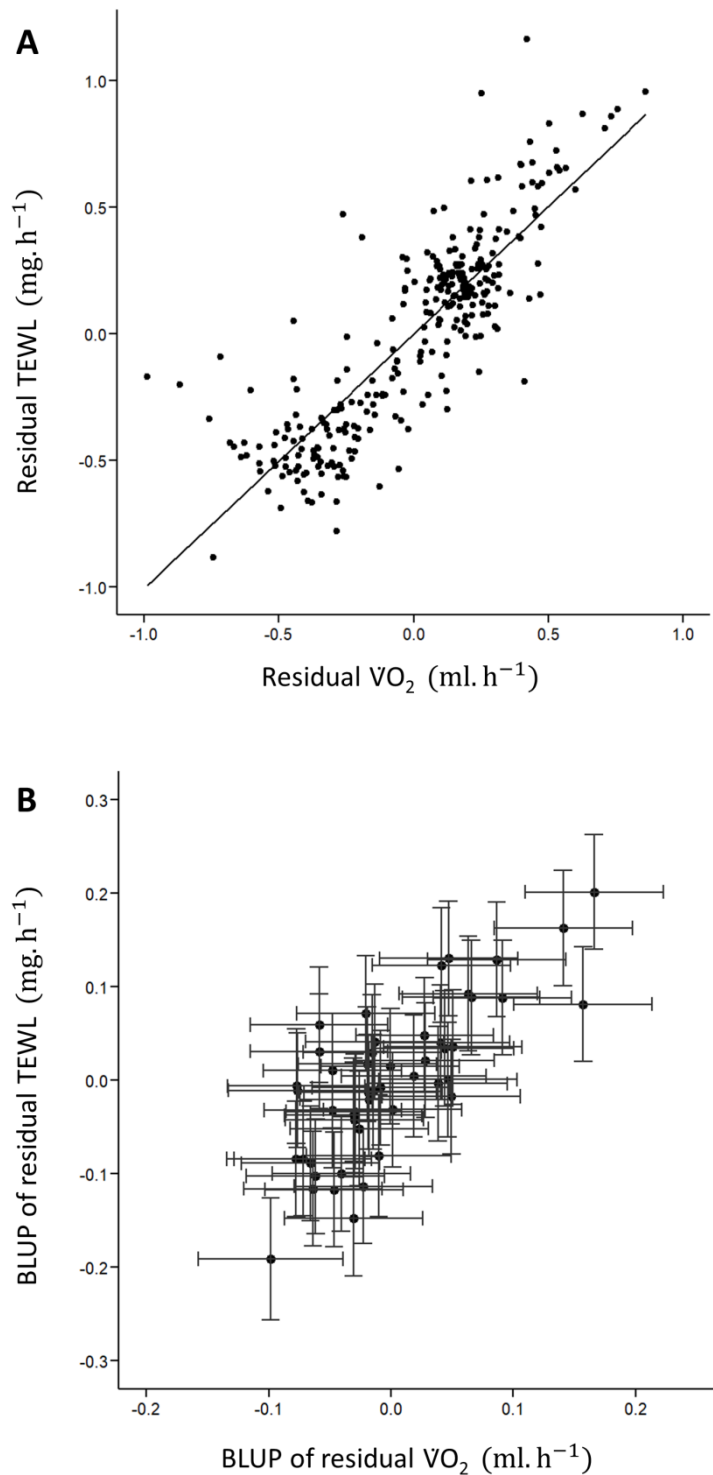 A
1.0
0.5
0.0
-0.5
-1.0
Residual TEWL (mg. h⁻¹)
-1.0 -0.5 0.0 0.5 1.0
Residual V̇O₂ (ml. h⁻¹)
B
0.3
0.2
0.1
0.0
-0.1
-0.2
-0.3
BLUP of residual TEWL (mg. h⁻¹)
-0.2 -0.1 0.0 0.1 0.2
BLUP of residual V̇O₂ (ml. h⁻¹)